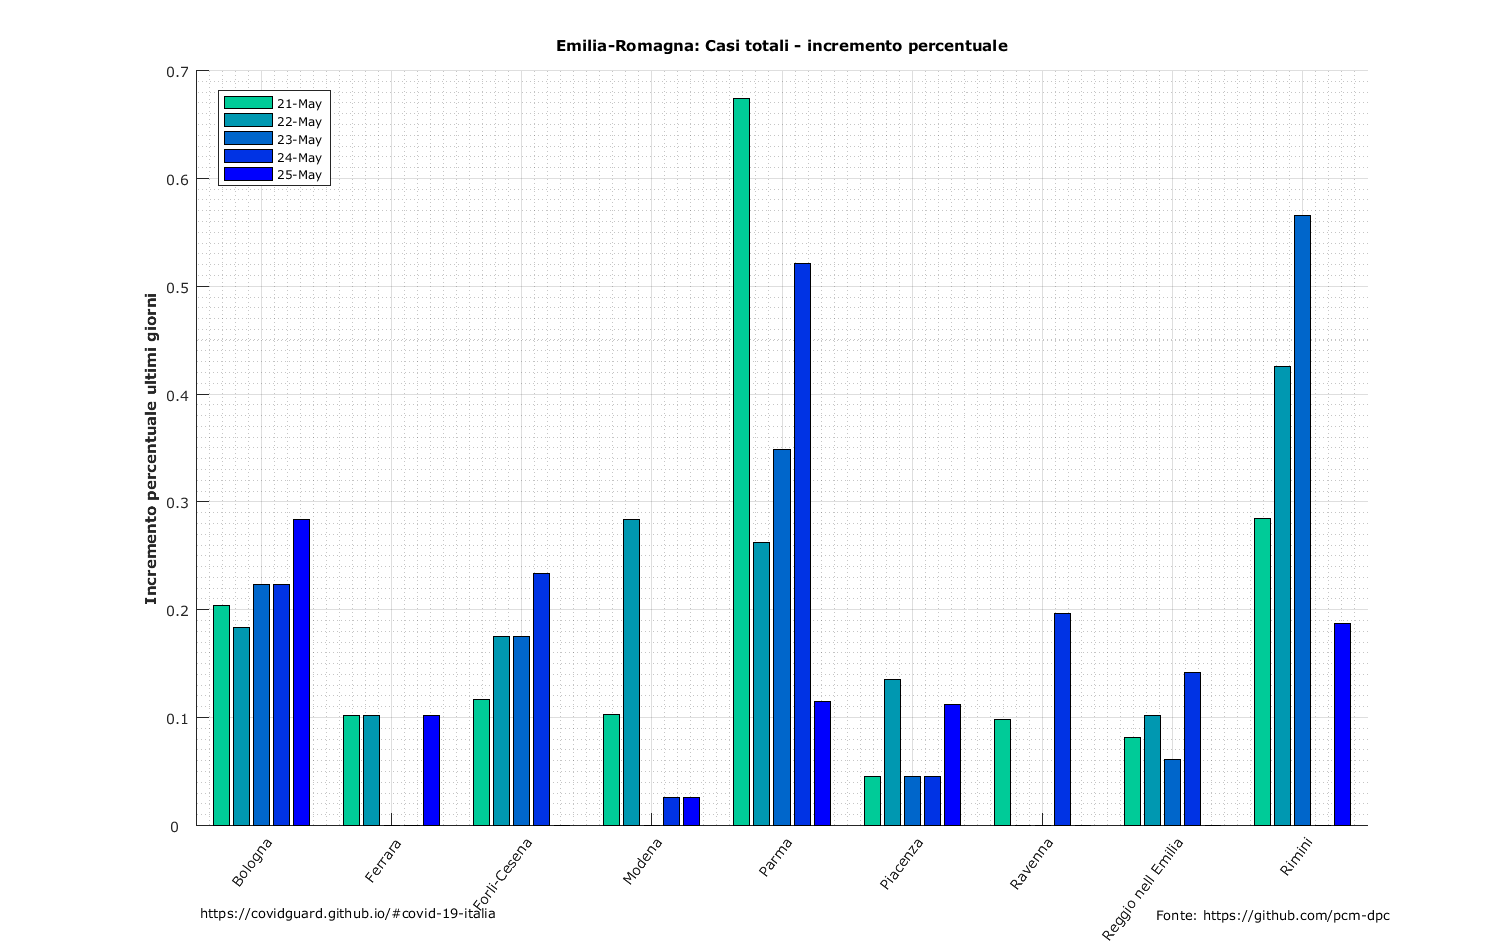 Emilia-Romagna: Casi totali - incremento percentuale
0.7
0.6
0.5
0.4
0.3
0.2
0.1
0
Incremento percentuale ultimi giorni
21-May
22-May
23-May
24-May
25-May
Bologna
Ferrara
Forlì-Cesena
Modena
Parma
Piacenza
Ravenna
Reggio nell Emilia
Rimini
https://covidguard.github.io/#covid-19-italia
Fonte: https://github.com/pcm-dpc